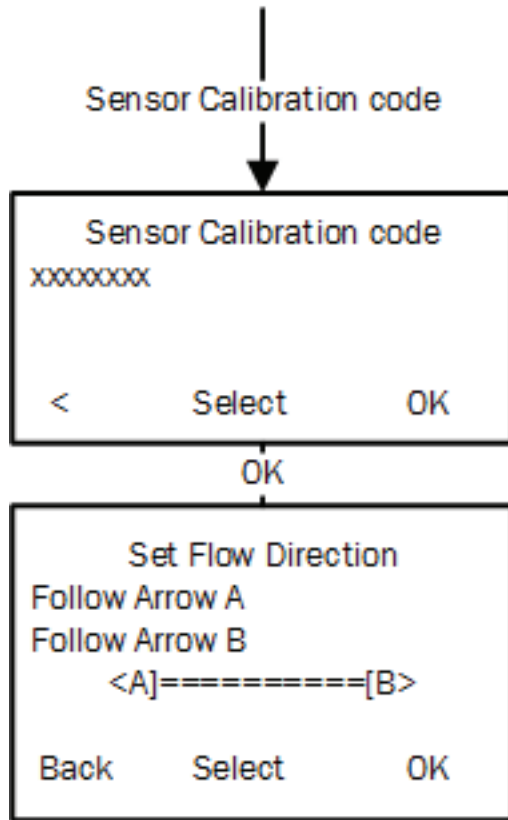 Sensor Calibration code
Sensor Calibration code
xxxxxxxx
< Select OK
OK
Set Flow Direction
Follow Arrow A
Follow Arrow B
<A]==========[B>
Back Select OK